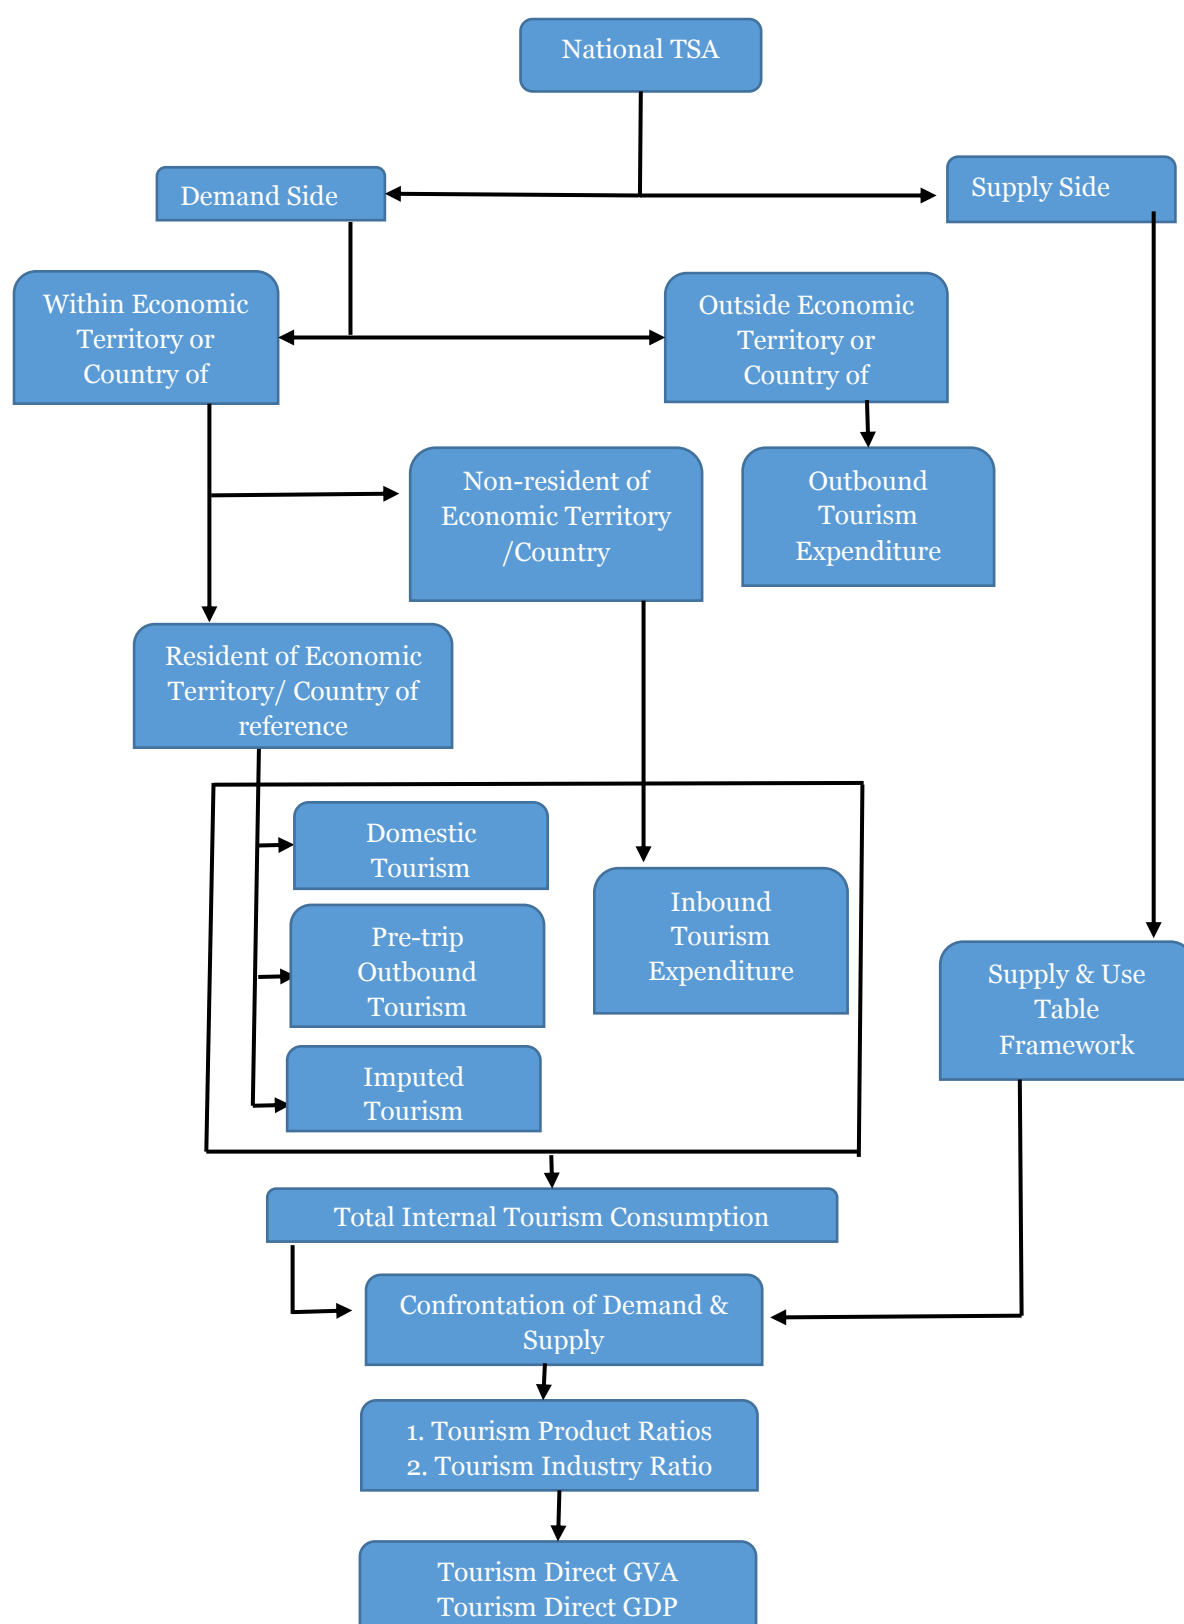 National TSA
Demand Side
Supply Side
Within Economic
Territory or
Country of
Outside Economic
Territory or
Country of
Non-resident of
Economic Territory
/Country
Outbound
Tourism
Expenditure
Resident of Economic
Territory/ Country of
reference
Domestic
Tourism
Pre-trip
Outbound
Tourism
Inbound
Tourism
Expenditure
Imputed
Tourism
Supply & Use
Table
Framework
Total Internal Tourism Consumption
Confrontation of Demand &
Supply
1. Tourism Product Ratios
2. Tourism Industry Ratio
Tourism Direct GVA
Tourism Direct GDP